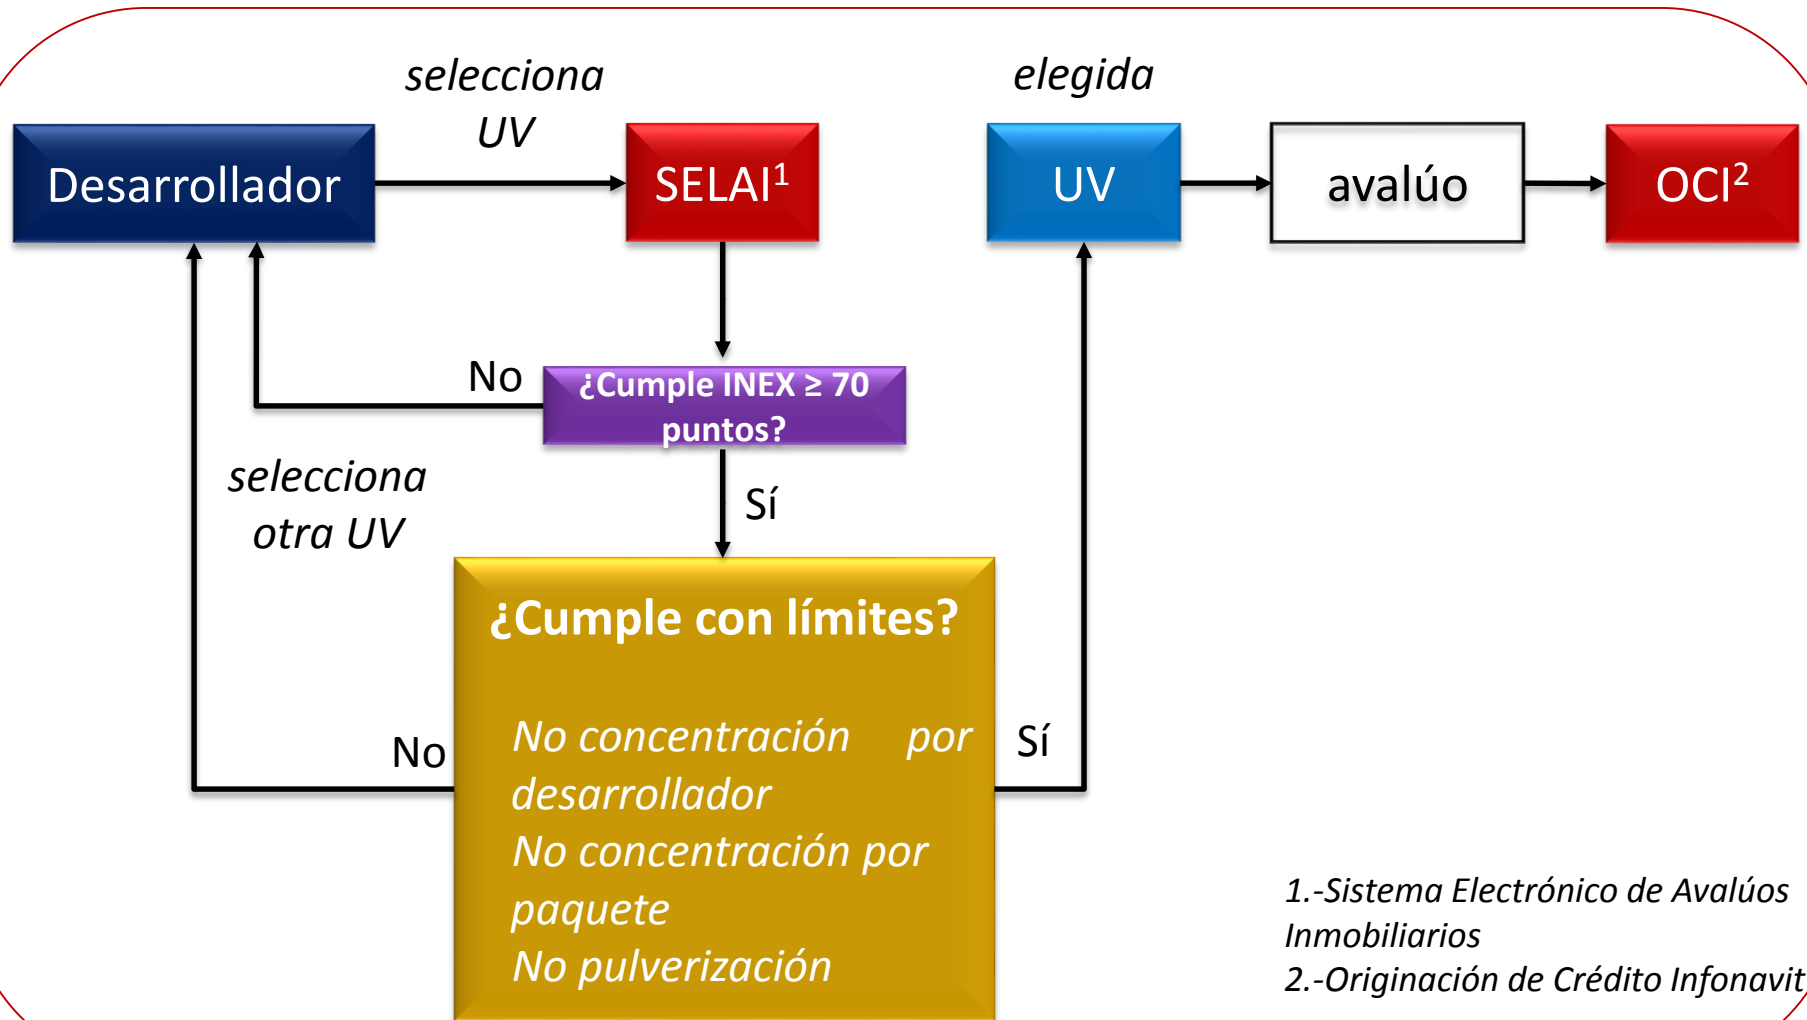 selecciona
UV
elegida
Desarrollador
SELAI¹
UV
avalúo
OCI²
No
¿Cumple INEX ≥ 70
puntos?
selecciona
otra UV
Sí
¿Cumple con límites?
No concentración por
desarrollador
No concentración por
paquete
No pulverización
No
Sí
1.-Sistema Electrónico de Avalúos
Inmobiliarios
2.-Originación de Crédito Infonavit